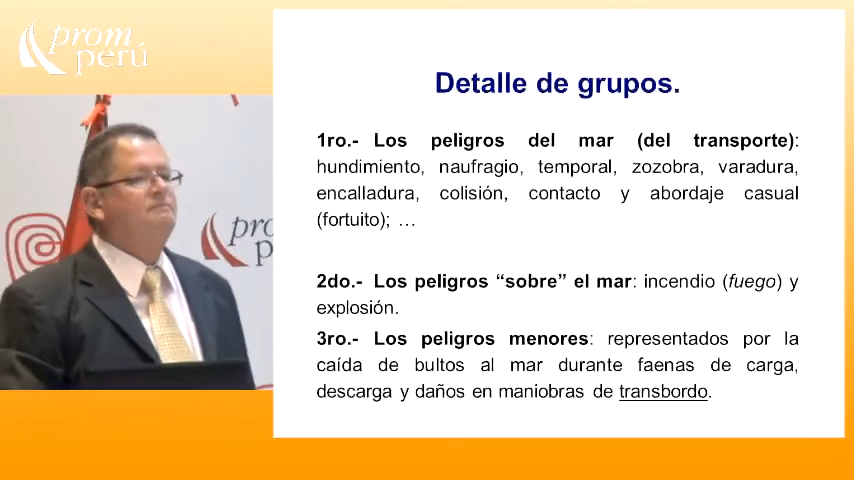 prom
perú
prom
pe
Detalle de grupos.
1ro.- Los peligros del mar (del transporte):
hundimiento, naufragio, temporal, zozobra, varadura,
encalladura, colisión, contacto y abordaje casual
(fortuito); …
2do.- Los peligros “sobre” el mar: incendio (fuego) y
explosión.
3ro.- Los peligros menores: representados por la
caída de bultos al mar durante faenas de carga,
descarga y daños en maniobras de transbordo.